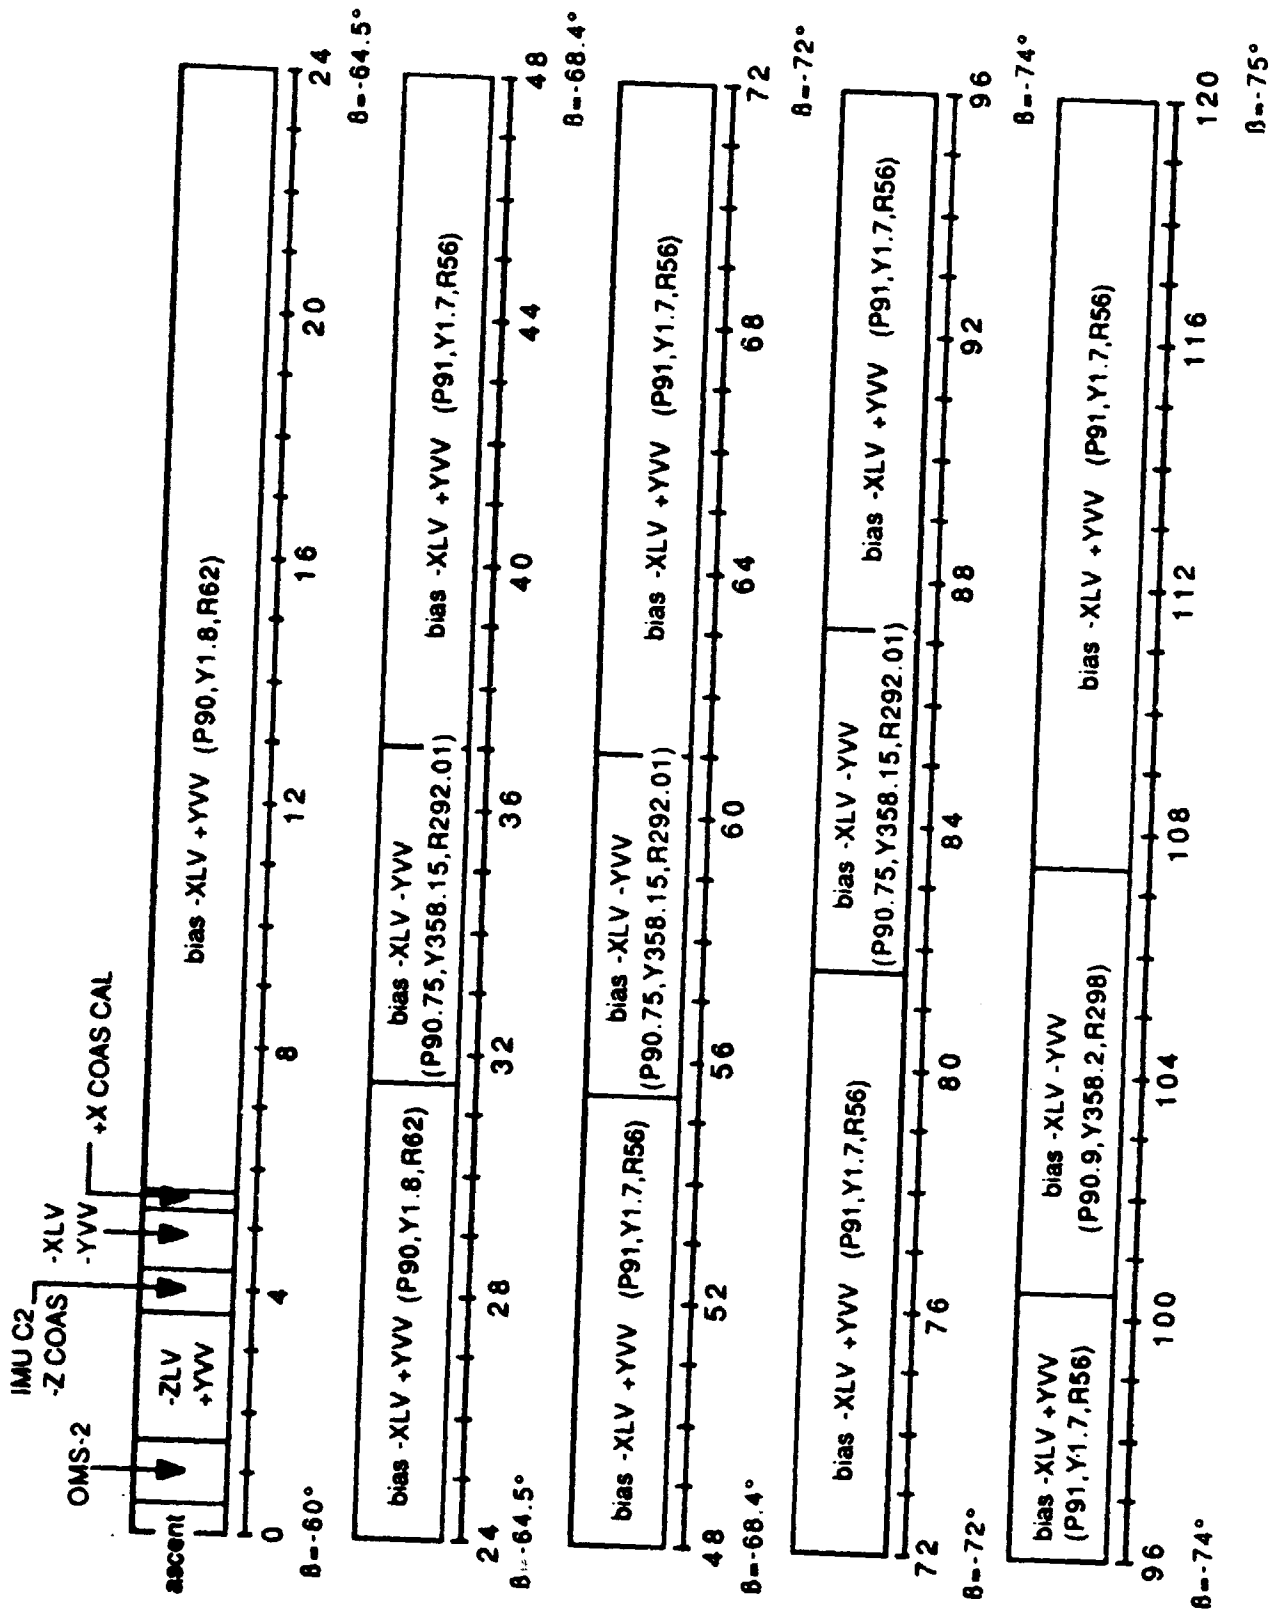 IMU C2
-Z COAS
-XLV
-YVV
+X COAS CAL
OMS-2
ascent
-ZLV
+YVV
bias -XLV +YVV (P90,Y1.8,R62)
0 4 8 12 16 20 24
β=-60° β=-64.5°
bias -XLV +YVV (P90,Y1.8,R62)
bias -XLV -YVV
(P90.75,Y358.15,R292.01)
bias -XLV +YVV (P91,Y1.7,R56)
24 28 32 36 40 44 48
β=-64.5° β=-68.4°
bias -XLV +YVV (P91,Y1.7,R56)
bias -XLV -YVV
(P90.75,Y358.15,R292.01)
bias -XLV +YVV (P91,Y1.7,R56)
48 52 56 60 64 68 72
β=-68.4° β=-72°
bias -XLV +YVV (P91,Y1.7,R56)
bias -XLV -YVV
(P90.75,Y358.15,R292.01)
bias -XLV +YVV (P91,Y1.7,R56)
72 76 80 84 88 92 96
β=-72° β=-74°
bias -XLV +YVV
(P91,Y1.7,R56)
bias -XLV -YVV
(P90.9,Y358.2,R298)
bias -XLV +YVV (P91,Y1.7,R56)
96 100 104 108 112 116 120
β=-74° β=-75°